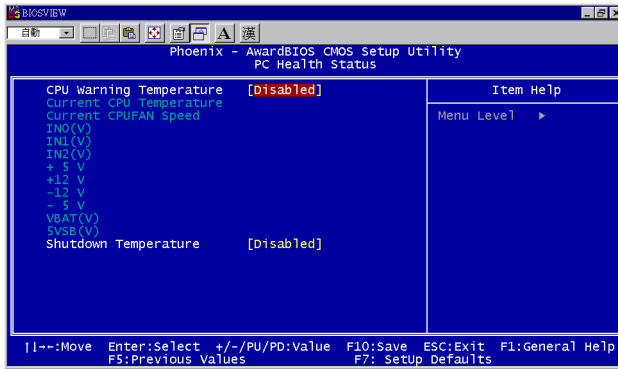 BIOSVIEW
自動
A 漢
Phoenix - AwardBIOS CMOS Setup Utility
PC Health Status
CPU Warning Temperature [Disabled]
Current CPU Temperature
Current CPUFAN Speed
IN0(V)
IN1(V)
IN2(V)
+ 5 V
+12 V
-12 V
- 5 V
VBAT(V)
5VSB(V)
Shutdown Temperature [Disabled]
Item Help
Menu Level ►
↑↓→←:Move Enter:Select +/-/PU/PD:Value F10:Save ESC:Exit F1:General Help
F5:Previous Values F7: SetUp Defaults